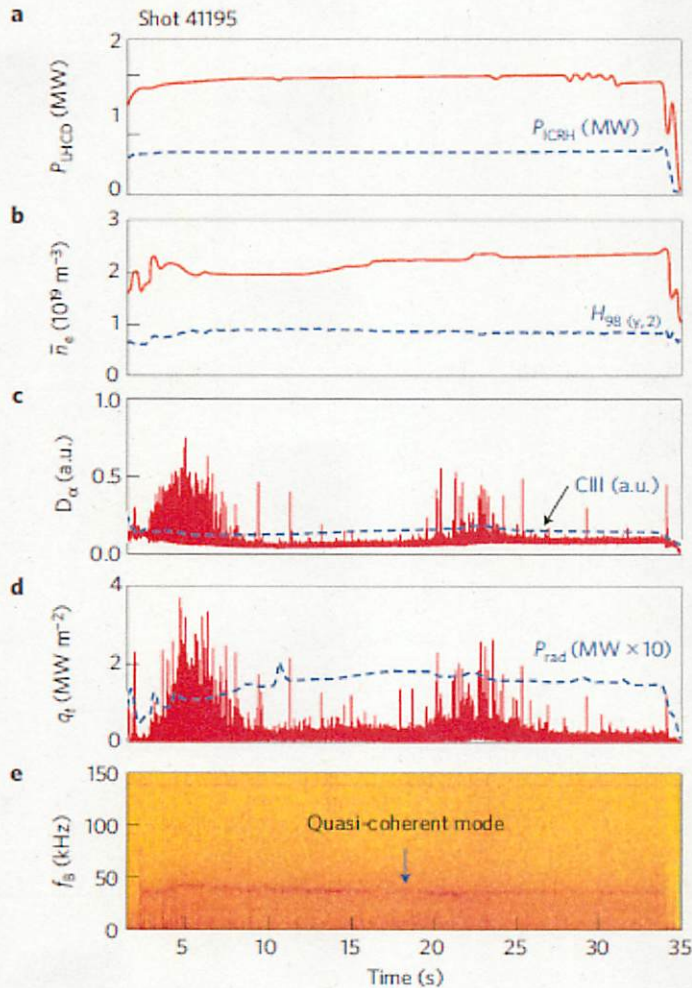 a
Shot 41195
2
1
0
P_LHCD (MW)
P_ICRH (MW)
b
3
2
1
0
n̄_e (10¹⁹ m⁻³)
H_98 (y, 2)
c
1.0
0.5
0.0
D_α (a.u.)
CIII (a.u.)
d
4
2
0
q_t (MW m⁻²)
P_rad (MW × 10)
e
150
100
50
0
f_B (kHz)
Quasi-coherent mode
5 10 15 20 25 30 35
Time (s)